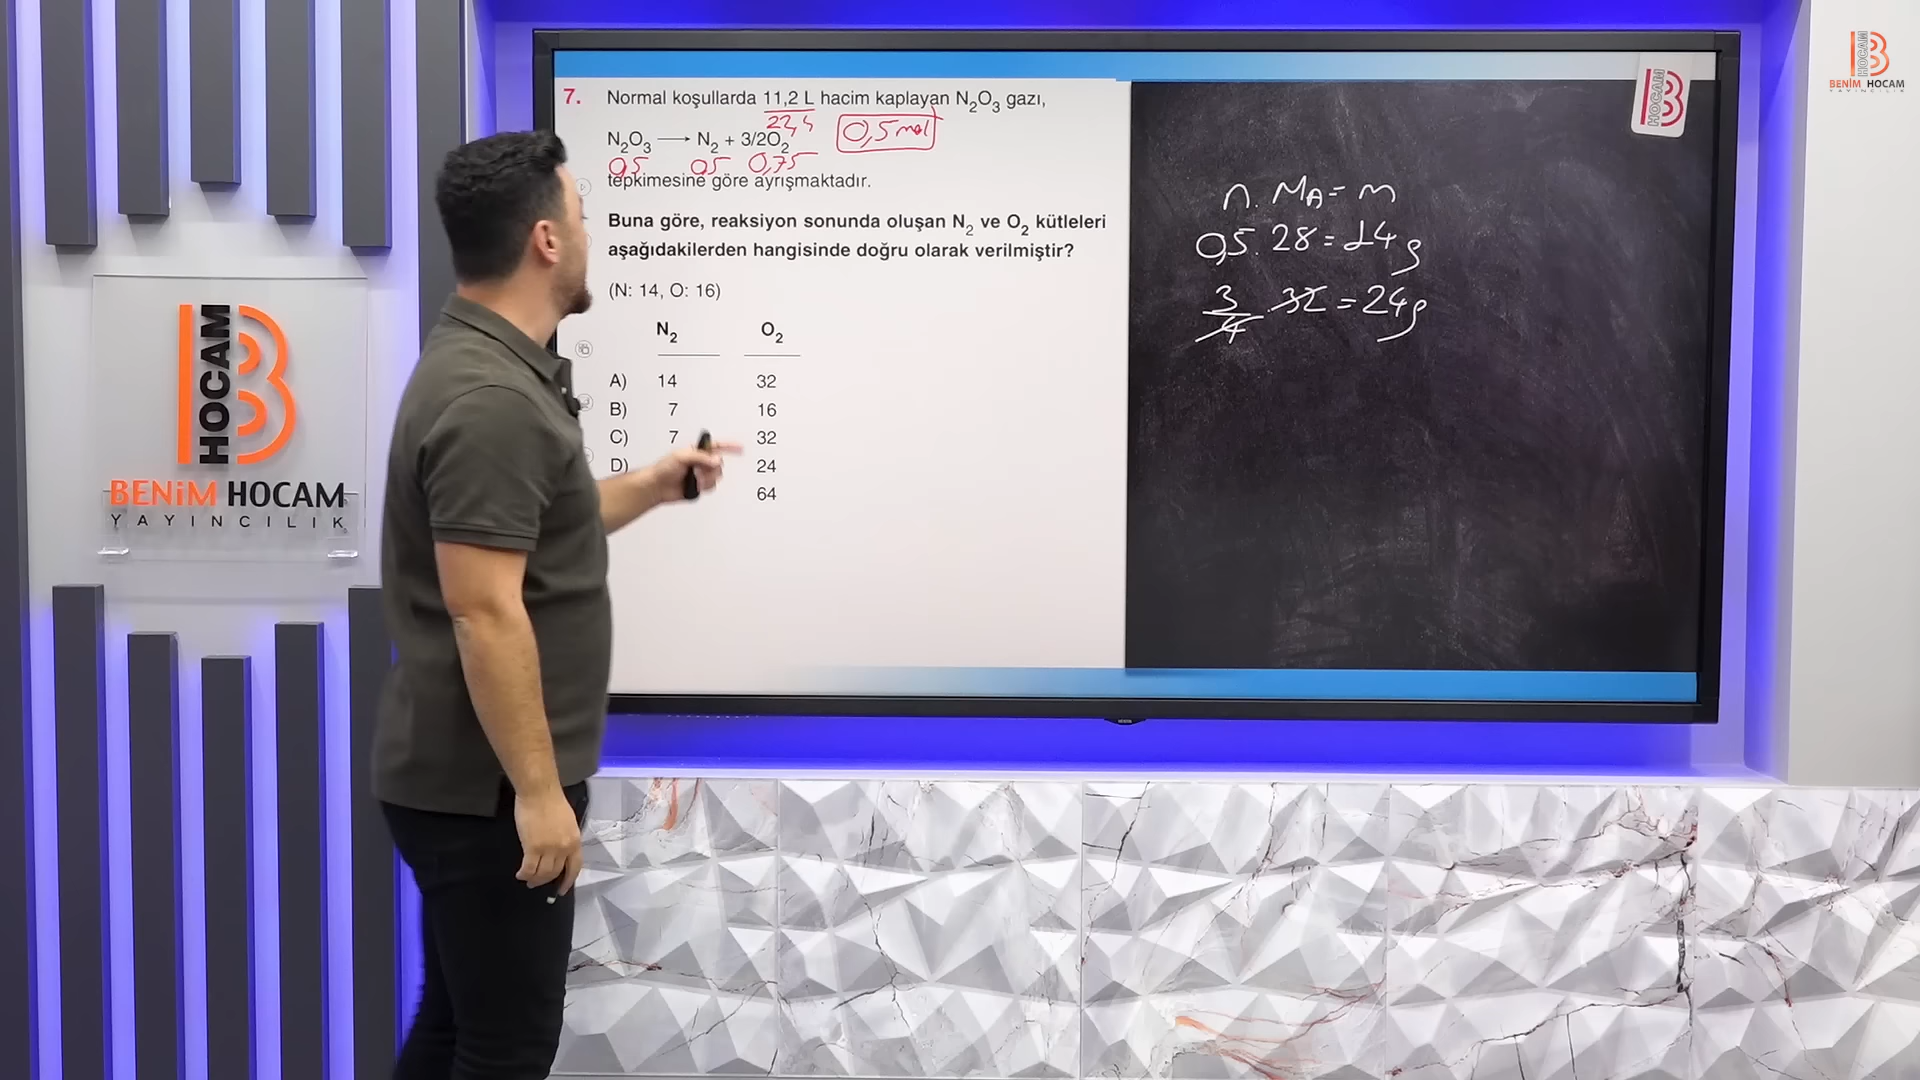 7. Normal koşullarda 11,2 L hacim kaplayan N2O3 gazı,
22,4
0,5 mol
N2O3 → N2 + 3/2O2
0,5 0,5 0,75
tepkimesine göre ayrışmaktadır.
Buna göre, reaksiyon sonunda oluşan N2 ve O2 kütleleri
aşağıdakilerden hangisinde doğru olarak verilmiştir?
(N: 14, O: 16)
N2 O2
A) 14 32
B) 7 16
C) 7 32
D) 24
64
n. MA = m
0,5. 28 = 14 g
3/4 . 32 = 24 g
HOCAM
B
BENİM HOCAM
YAYINCILIK
HOCAM
B
HOCAM
B
BENİM HOCAM
YAYINCILIK